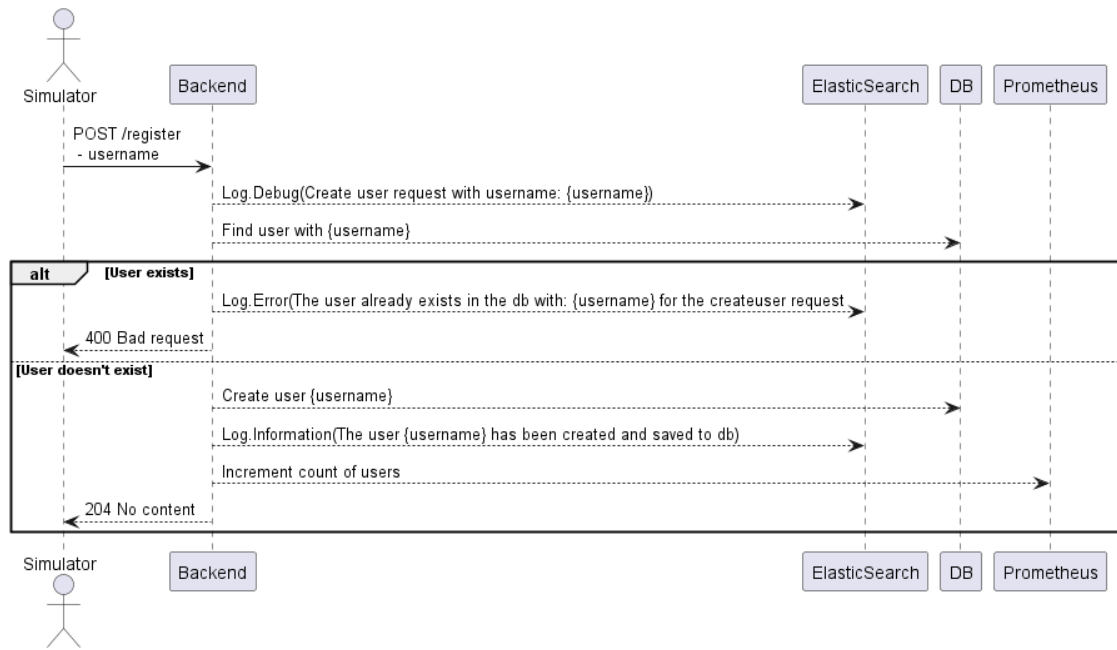 Simulator
Backend
ElasticSearch
DB
Prometheus
POST /register
- username
Log.Debug(Create user request with username: {username})
Find user with {username}
alt [User exists]
Log.Error(The user already exists in the db with: {username} for the createuser request
400 Bad request
[User doesn't exist]
Create user {username}
Log.Information(The user {username} has been created and saved to db)
Increment count of users
204 No content
Simulator
Backend
ElasticSearch
DB
Prometheus